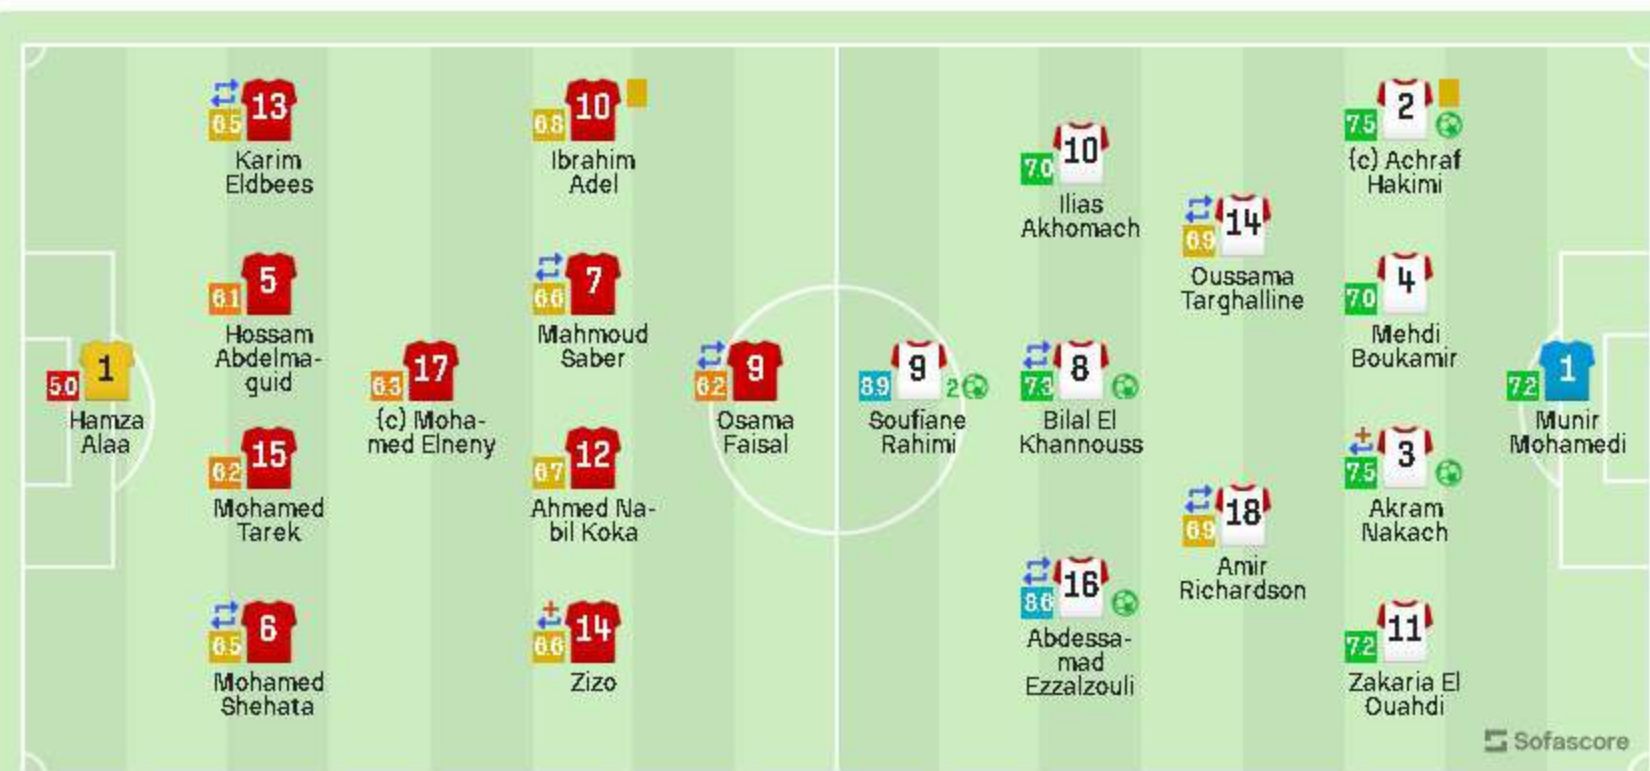 13
6.5
Karim
Eldbees
10
6.8
Ibrahim
Adel
5
6.1
Hossam
Abdelma-
guid
7
6.6
Mahmoud
Saber
1
5.0
Hamza
Alaa
17
6.3
(c) Moha-
med Elneny
9
6.2
Osama
Faisal
15
6.2
Mohamed
Tarek
12
6.7
Ahmed Na-
bil Koka
6
6.5
Mohamed
Shehata
14
6.6
Zizo
9
8.9
2
Soufiane
Rahimi
10
7.0
Ilias
Akhomach
8
7.3
Bilal El
Khannouss
16
8.6
Abdessa-
mad
Ezzalzouli
14
6.9
Oussama
Targhalline
18
6.9
Amir
Richardson
2
7.5
(c) Achraf
Hakimi
4
7.0
Mehdi
Boukamir
3
7.5
Akram
Nakach
11
7.2
Zakaria El
Ouahdi
1
7.2
Munir
Mohamedi
Sofascore